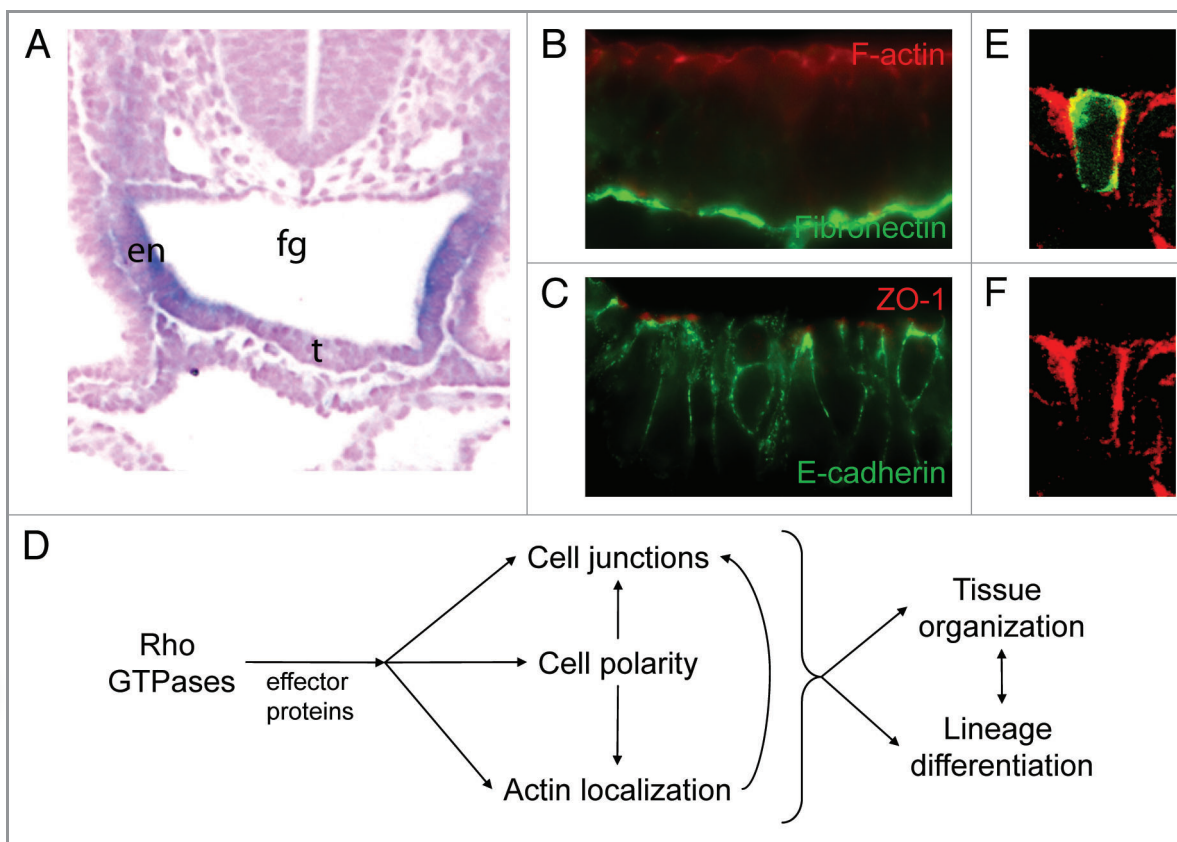 A
en
fg
t
B
F-actin
Fibronectin
C
ZO-1
E-cadherin
E
F
D
Rho
GTPases
effector
proteins
Cell junctions
Cell polarity
Actin localization
Tissue
organization
Lineage
differentiation